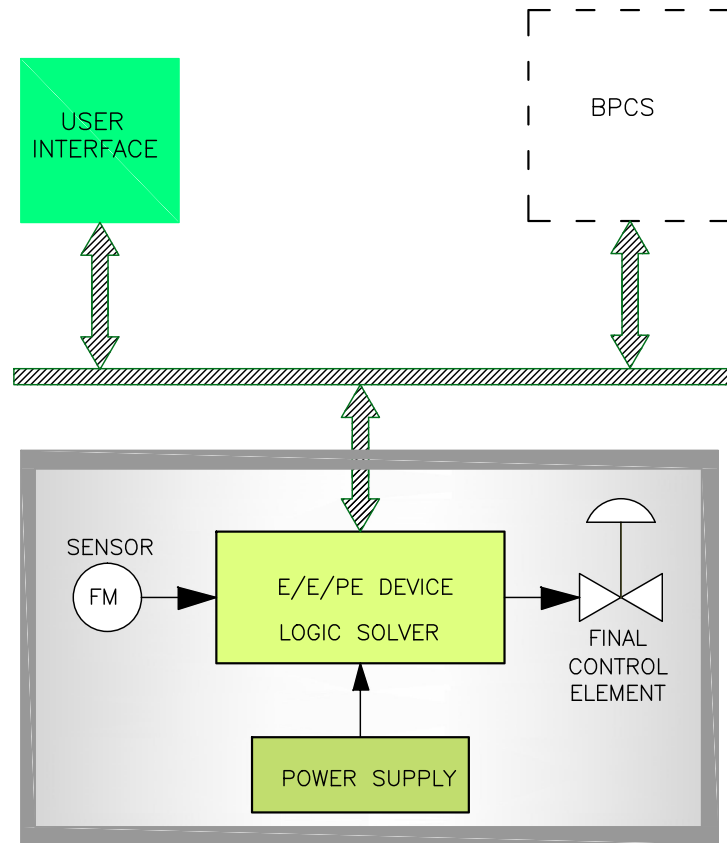 USER
INTERFACE
BPCS
SENSOR
FM
E/E/PE DEVICE
LOGIC SOLVER
FINAL
CONTROL
ELEMENT
POWER SUPPLY